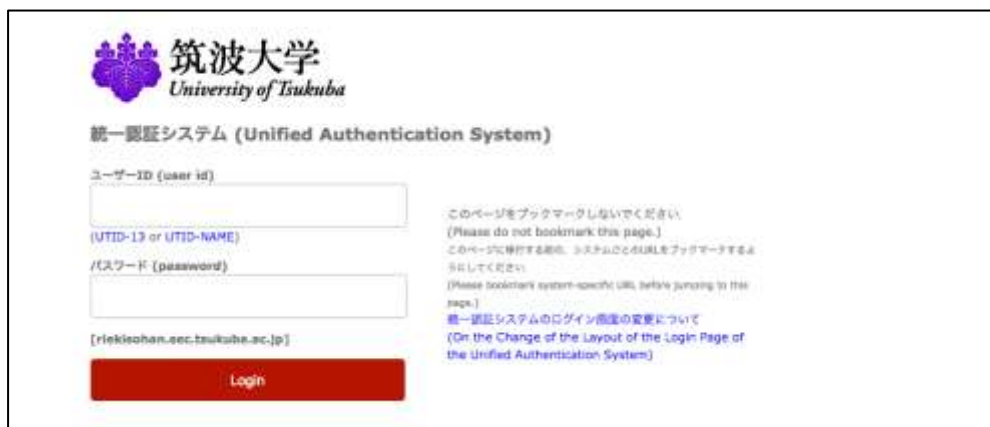 筑波大学
University of Tsukuba
統一認証システム (Unified Authentication System)
ユーザーID (user id)
(UTID-13 or UTID-NAME)
パスワード (password)
[riekisohan.sec.tsukuba.ac.jp]
Login
このページをブックマークしないでください
(Please do not bookmark this page.)
このページに移行する前の、システムごとのURLをブックマークするよ
うにしてください
(Please bookmark system-specific URL before jumping to this
page.)
統一認証システムのログイン画面の変更について
(On the Change of the Layout of the Login Page of
the Unified Authentication System)